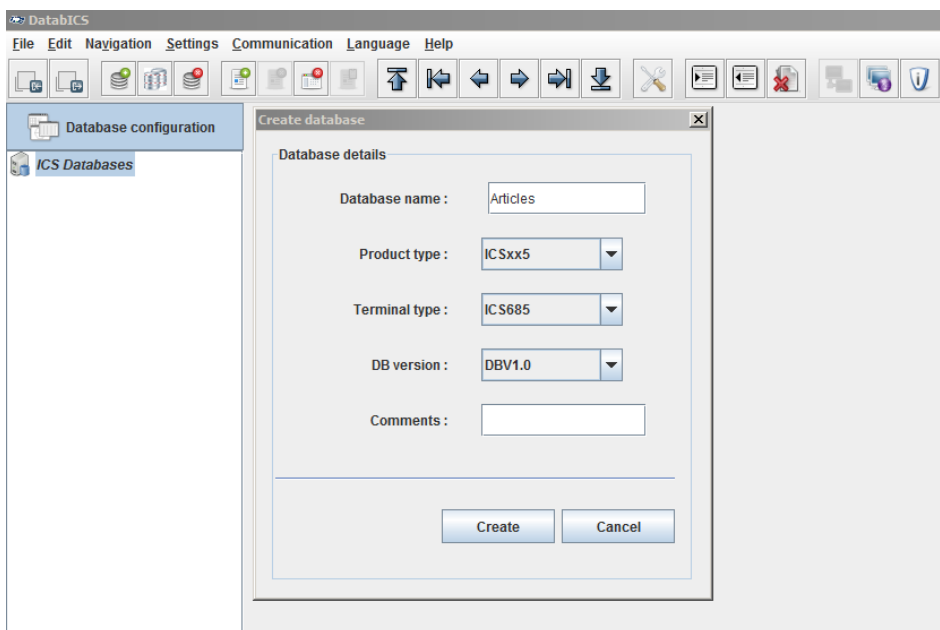 DatabICS
File Edit Navigation Settings Communication Language Help
Database configuration
ICS Databases
Create database
Database details
Database name :
Articles
Product type :
ICSxx5
Terminal type :
ICS685
DB version :
DBV1.0
Comments :
Create Cancel